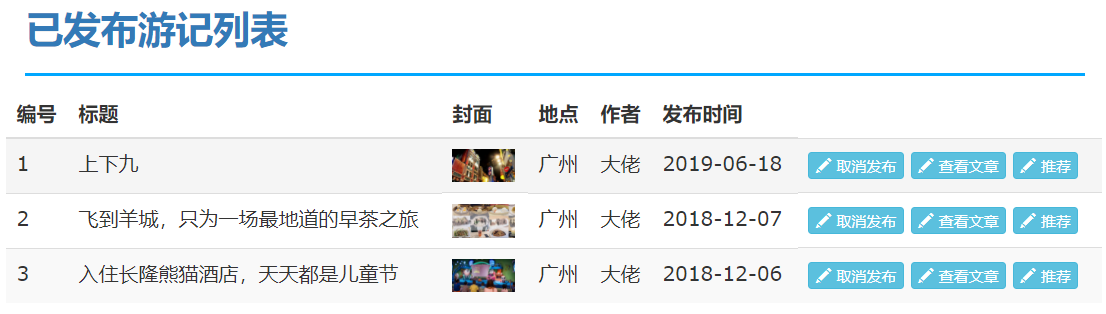 已发布游记列表
编号 标题 封面 地点 作者 发布时间
1 上下九 广州 大佬 2019-06-18 取消发布 查看文章 推荐
2 飞到羊城，只为一场最地道的早茶之旅 广州 大佬 2018-12-07 取消发布 查看文章 推荐
3 入住长隆熊猫酒店，天天都是儿童节 广州 大佬 2018-12-06 取消发布 查看文章 推荐